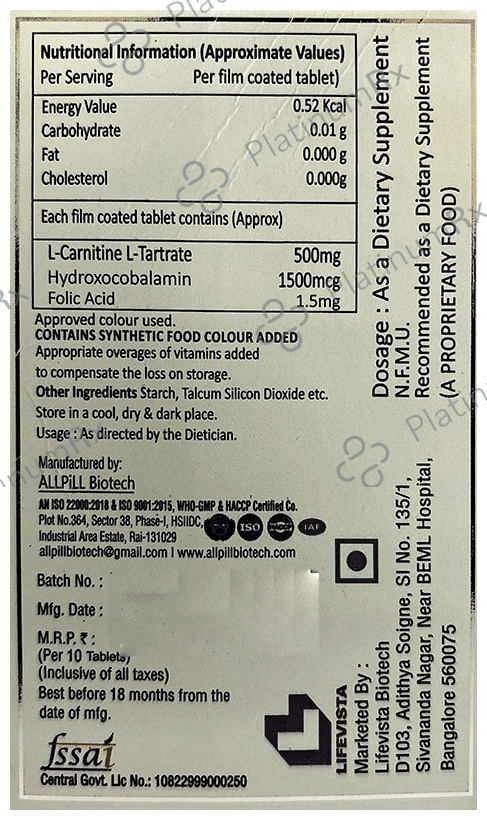 Nutritional Information (Approximate Values)
Per Serving Per film coated tablet)
Energy Value 0.52 Kcal
Carbohydrate 0.01 g
Fat 0.000 g
Cholesterol 0.000g
Each film coated tablet contains (Approx)
L-Carnitine L-Tartrate 500mg
Hydroxocobalamin 1500mcg
Folic Acid 1.5mg
Approved colour used.
CONTAINS SYNTHETIC FOOD COLOUR ADDED
Appropriate overages of vitamins added
to compensate the loss on storage.
Other Ingredients Starch, Talcum Silicon Dioxide etc.
Store in a cool, dry & dark place.
Usage : As directed by the Dietician.
Manufactured by:
ALLPiLL Biotech
AN ISO 22000:2018 & ISO 9001:2015, WHO-GMP & HACCP Certified Co.
Plot No.364, Sector 38, Phase-I, HSIIDC,
Industrial Area Estate, Rai-131029
ISO
IAF
allpillbiotech@gmail.com I www.allpillbiotech.com
Batch No. :
Mfg. Date :
M.R.P. ₹ :
(Per 10 Tablets)
(Inclusive of all taxes)
Best before 18 months from the
date of mfg.
fssai
Central Govt. Lic No.: 10822999000250
Dosage : As a Dietary Supplement
N.F.M.U.
Recommended as a Dietary Supplement
(A PROPRIETARY FOOD)
LIFEVISTA
Marketed By :
Lifevista Biotech
D103, Adithya Soigne, SI No. 135/1,
Sivananda Nagar, Near BEML Hospital,
Bangalore 560075
PlatinumRx
PlatinumRx